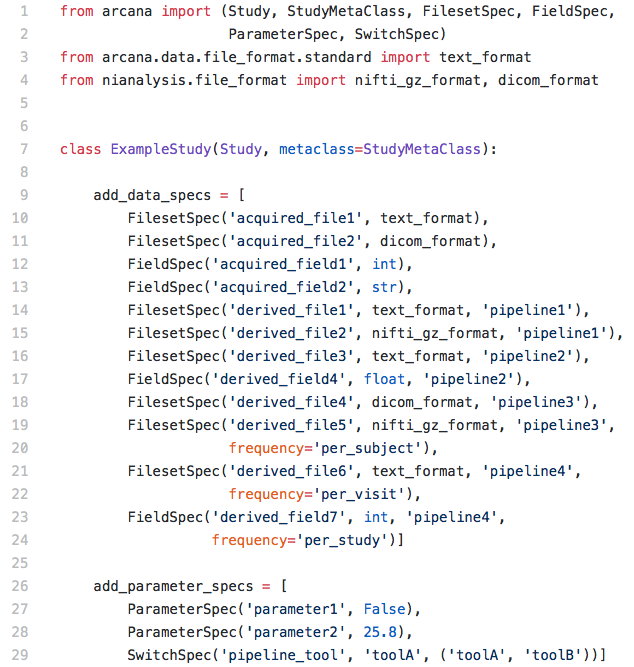 1 from arcana import (Study, StudyMetaClass, FilesetSpec, FieldSpec,
2                     ParameterSpec, SwitchSpec)
3 from arcana.data.file_format.standard import text_format
4 from nianalysis.file_format import nifti_gz_format, dicom_format
5
6
7 class ExampleStudy(Study, metaclass=StudyMetaClass):
8
9     add_data_specs = [
10         FilesetSpec('acquired_file1', text_format),
11         FilesetSpec('acquired_file2', dicom_format),
12         FieldSpec('acquired_field1', int),
13         FieldSpec('acquired_field2', str),
14         FilesetSpec('derived_file1', text_format, 'pipeline1'),
15         FilesetSpec('derived_file2', nifti_gz_format, 'pipeline1'),
16         FilesetSpec('derived_file3', text_format, 'pipeline2'),
17         FieldSpec('derived_field4', float, 'pipeline2'),
18         FilesetSpec('derived_file4', dicom_format, 'pipeline3'),
19         FilesetSpec('derived_file5', nifti_gz_format, 'pipeline3',
20                     frequency='per_subject'),
21         FilesetSpec('derived_file6', text_format, 'pipeline4',
22                     frequency='per_visit'),
23         FieldSpec('derived_field7', int, 'pipeline4',
24                   frequency='per_study')]
25
26     add_parameter_specs = [
27         ParameterSpec('parameter1', False),
28         ParameterSpec('parameter2', 25.8),
29         SwitchSpec('pipeline_tool', 'toolA', ('toolA', 'toolB'))]